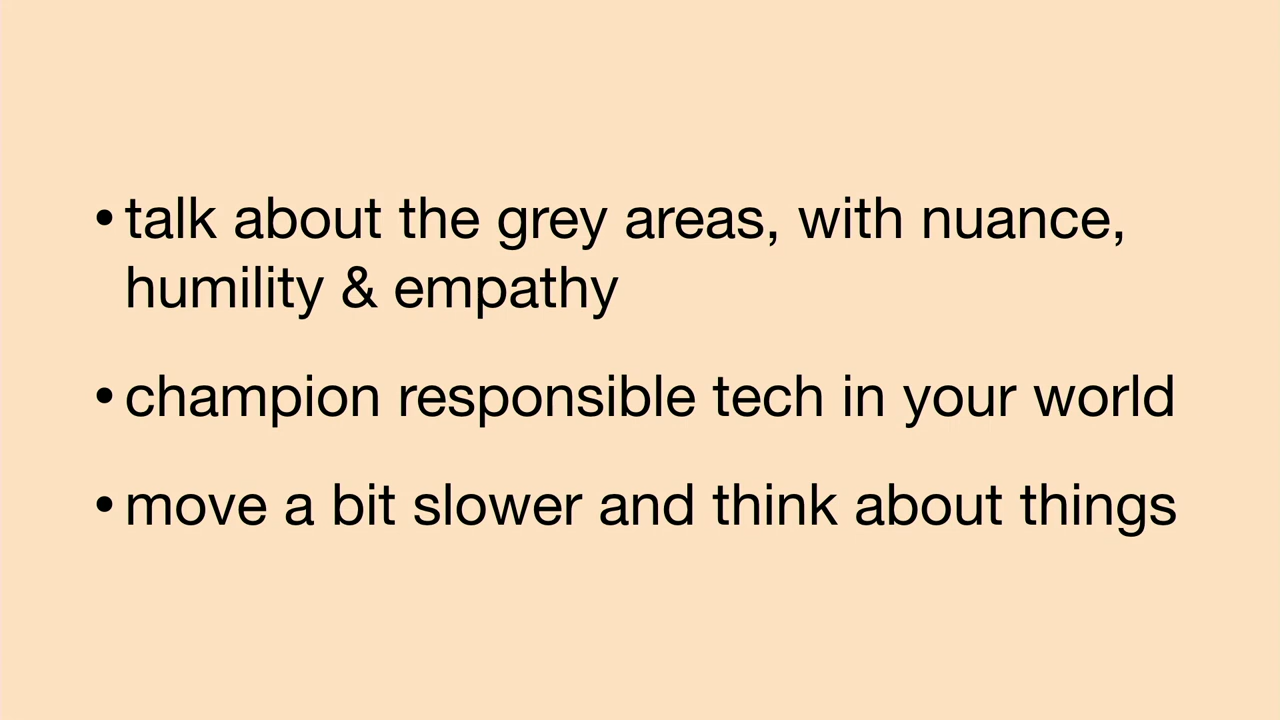 • talk about the grey areas, with nuance,
humility & empathy
• champion responsible tech in your world
• move a bit slower and think about things